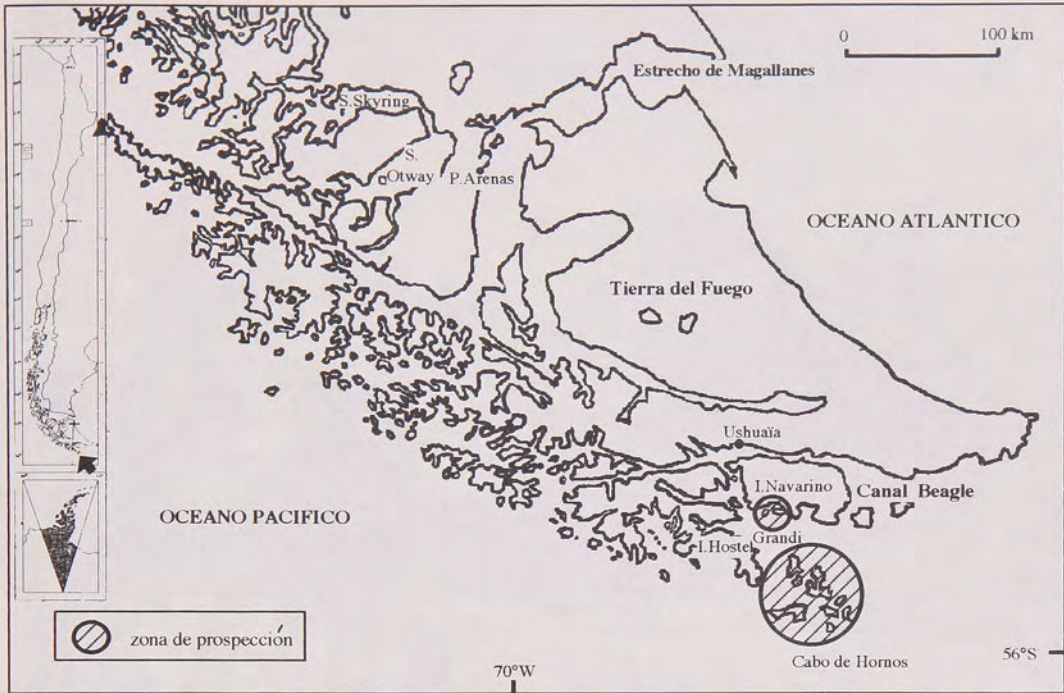 0
100 km
Estrecho de Magallanes
S.Skyring
S.
Otway
P.Arenas
OCEANO ATLANTICO
Tierra del Fuego
Ushuaïa
I.Navarino
Canal Beagle
OCEANO PACIFICO
Grandi
I.Hostel
zona de prospección
Cabo de Hornos
56°S
70°W